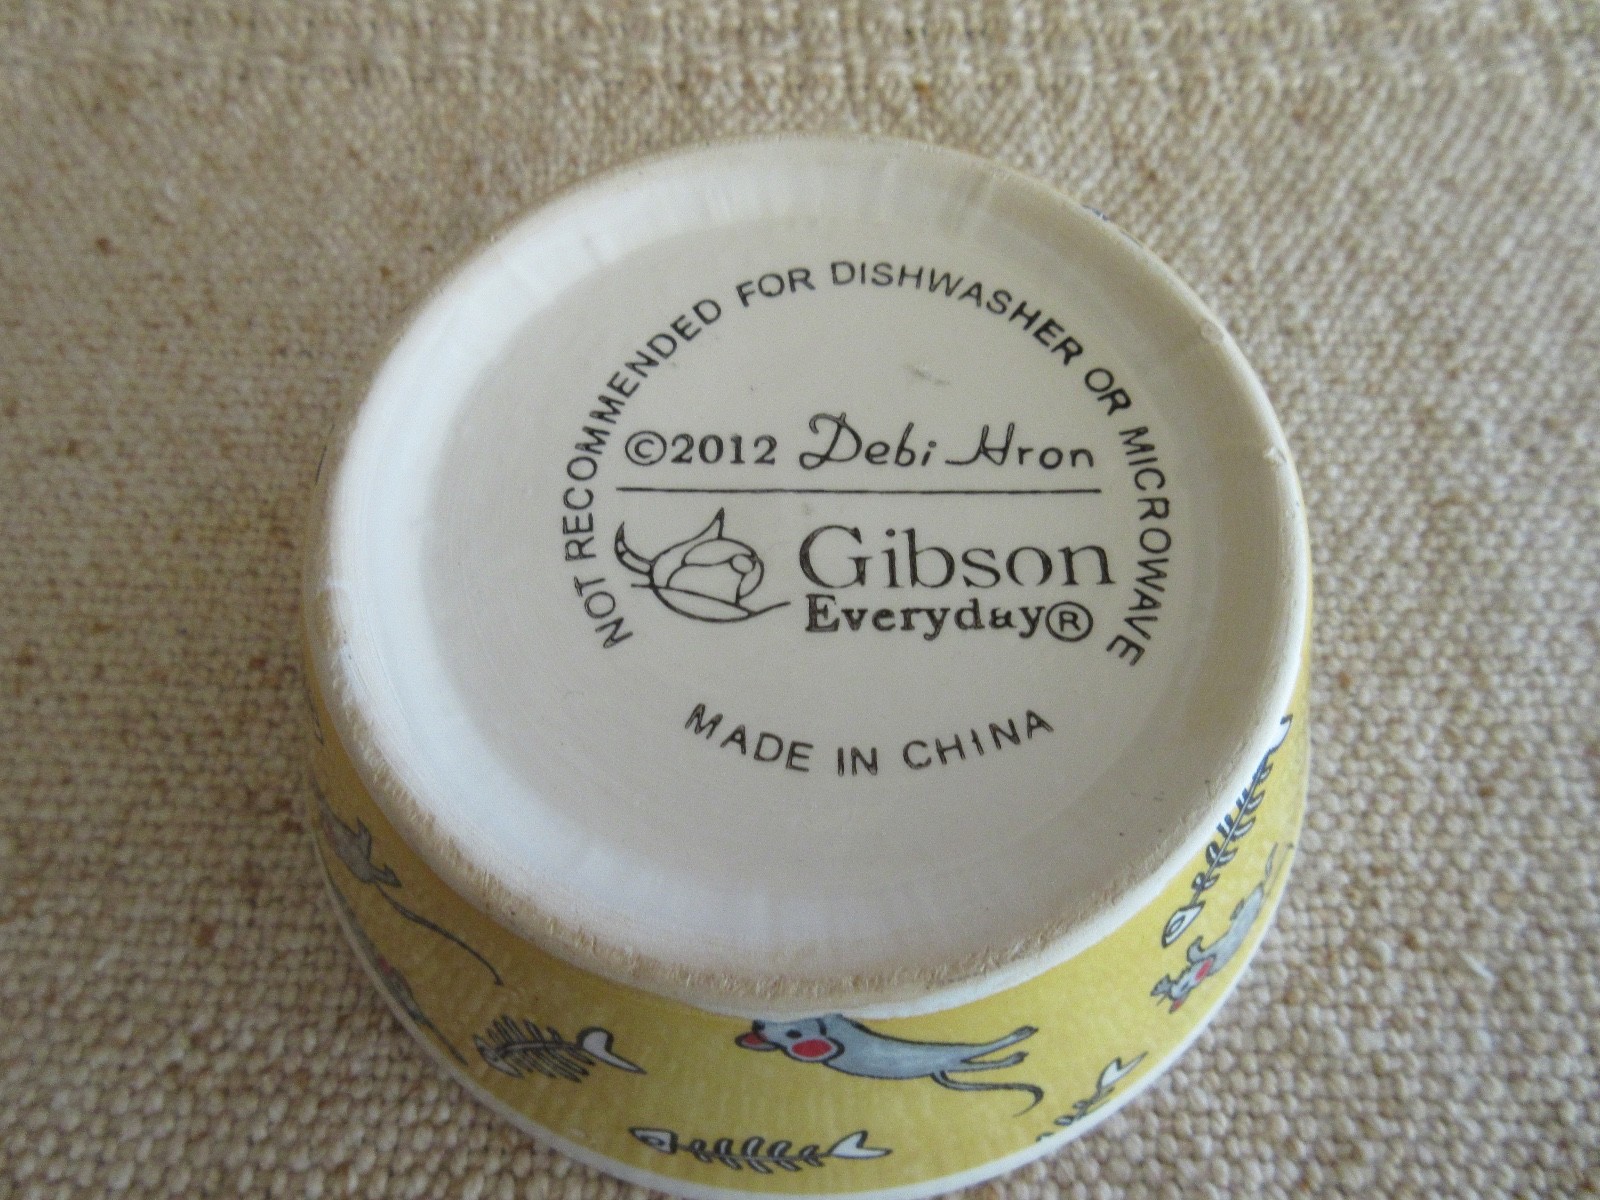 NOT RECOMMENDED FOR DISHWASHER OR MICROWAVE
©2012 Debi Hron
Gibson
Everyday®
MADE IN CHINA